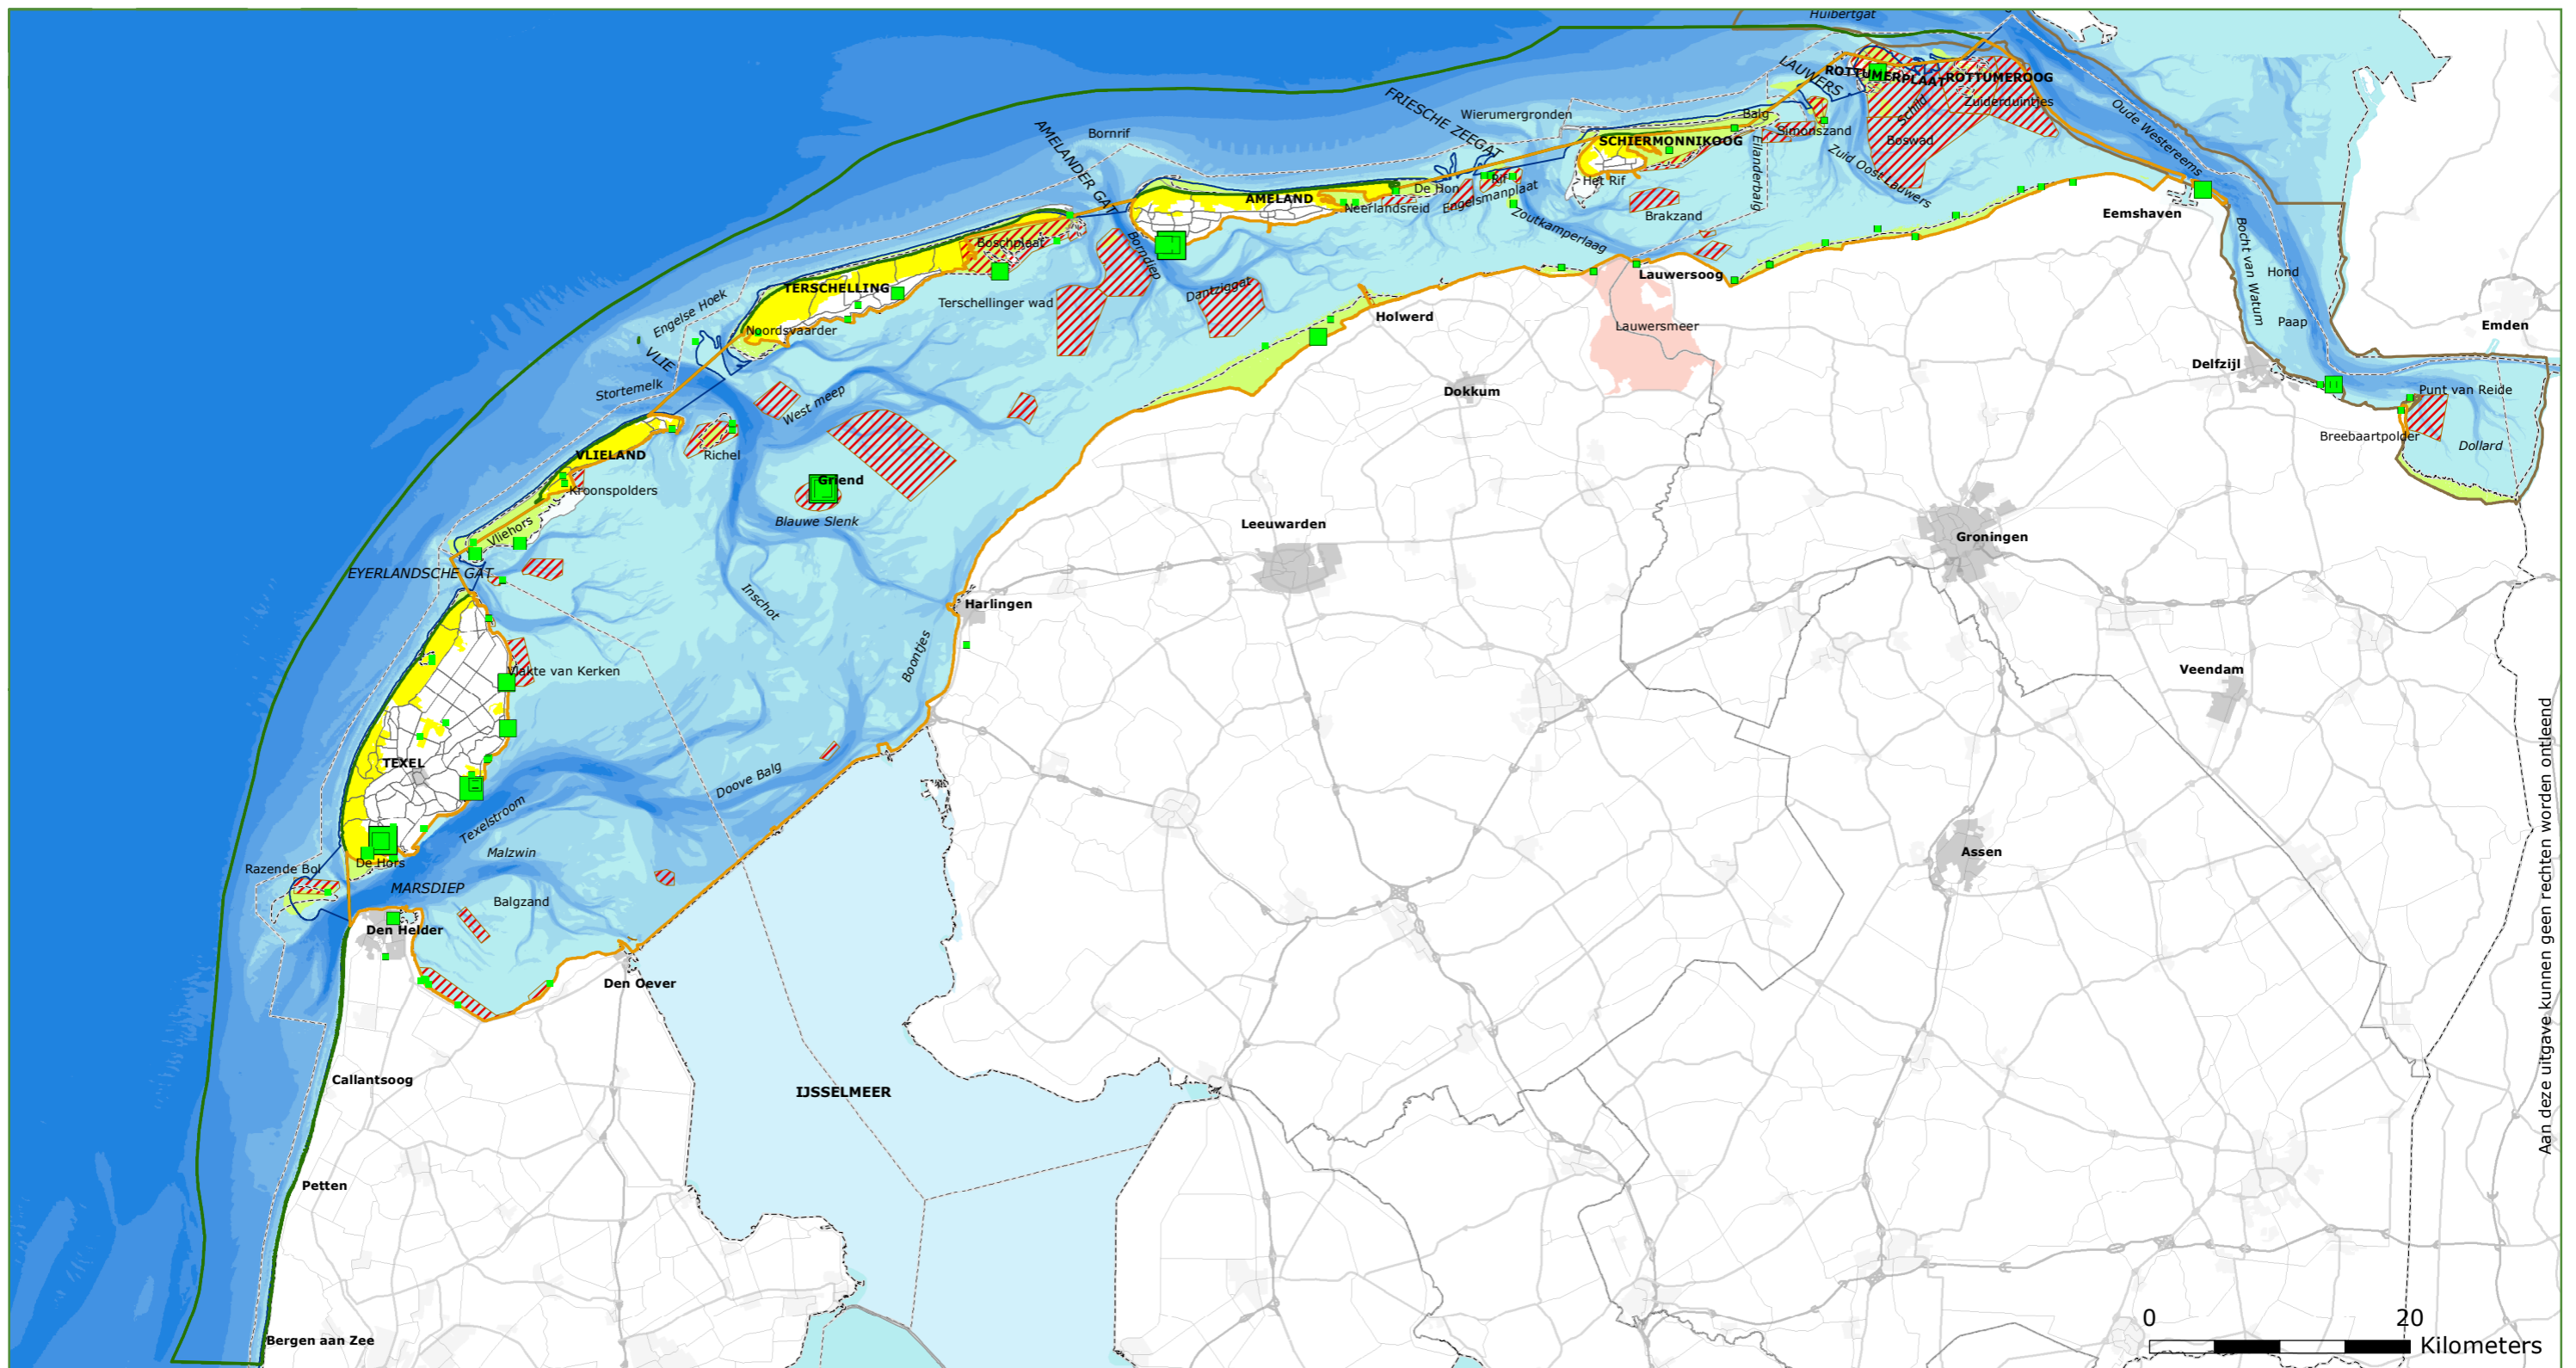 Huibertgat
LAUWERS
ROTTUMERPLAAT
ROTTUMEROOG
Zuiderduintjes
Schild
Boswad
Oude Westereems
FRIESCHE ZEEGAT
Wierumergronden
Balg
Simonszand
SCHIERMONNIKOOG
Eilanderbalg
Zuid Oost Lauwers
AMELANDER GAT
Bornrif
De Hon
Rif
Engelsmanplaat
Het Rif
Brakzand
AMELAND
Neerlandsreid
Zoutkamperlaag
Eemshaven
Bocht van Watum
Boschplaat
Borndiep
Hond
Lauwersoog
TERSCHELLING
Terschellinger wad
Dantziggat
Engelse Hoek
Noordsvaarder
Holwerd
Lauwersmeer
Paap
Emden
VLIE
Stortemelk
West meep
Dokkum
Delfzijl
Punt van Reide
Breebaartpolder
Dollard
VLIELAND
Richel
Kroonspolders
Griend
Blauwe Slenk
Vliehors
Leeuwarden
Groningen
EYERLANDSCHE GAT
Inschot
Harlingen
Boontjes
Vlakte van Kerken
Veendam
TEXEL
Doove Balg
Texelstroom
Malzwin
De Hors
Razende Bol
MARSDIEP
Balgzand
Assen
Den Helder
Den Oever
Callantsoog
IJSSELMEER
Petten
Bergen aan Zee
Aan deze uitgave kunnen geen rechten worden ontleend
0 20
Kilometers